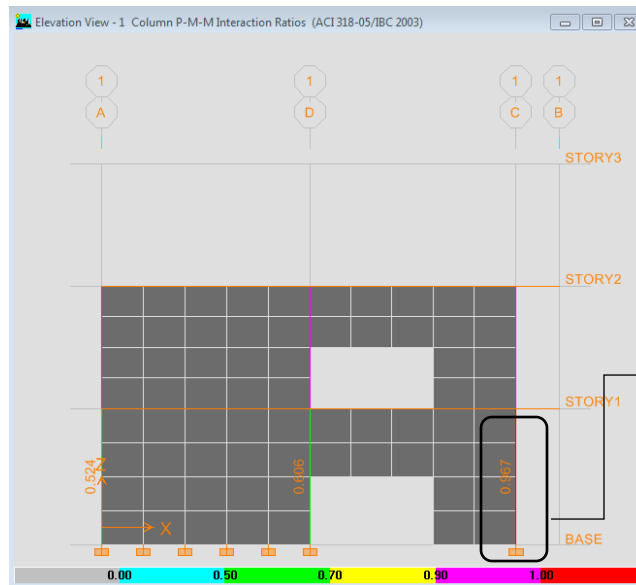 Elevation View - 1 Column P-M-M Interaction Ratios (ACI 318-05/IBC 2003)
1 1 1 1
A D C B
STORY3
STORY2
STORY1
0.524 0.606 0.967
Z
X
BASE
0.00 0.50 0.70 0.90 1.00